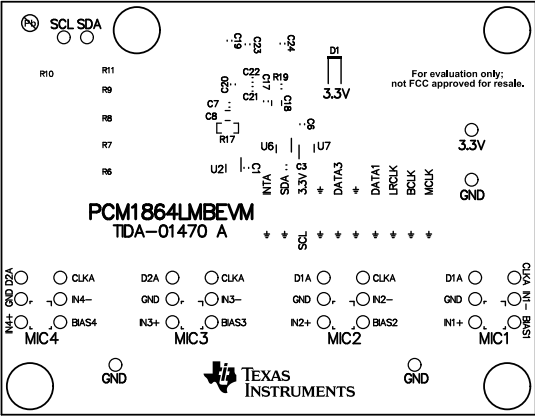 Pb
SCL SDA
C19
C23
C24
D1
R10
R11
R9
R8
R7
R6
C20
C22
C21
C17
R19
C18
C7
C8
R17
C6
U6
U7
U2
C1
C3
3.3V
For evaluation only;
not FCC approved for resale.
3.3V
GND
INTA
SDA
3.3V
DATA3
DATA1
LRCLK
BCLK
MCLK
SCL
PCM1864LMBEVM
TIDA-01470 A
D2A
CLKA
GND
IN4-
IN4+
BIAS4
MIC4
D2A
CLKA
GND
IN3-
IN3+
BIAS3
MIC3
D1A
CLKA
GND
IN2-
IN2+
BIAS2
MIC2
D1A
CLKA
GND
IN1-
IN1+
BIAS1
MIC1
GND
TEXAS
INSTRUMENTS
GND